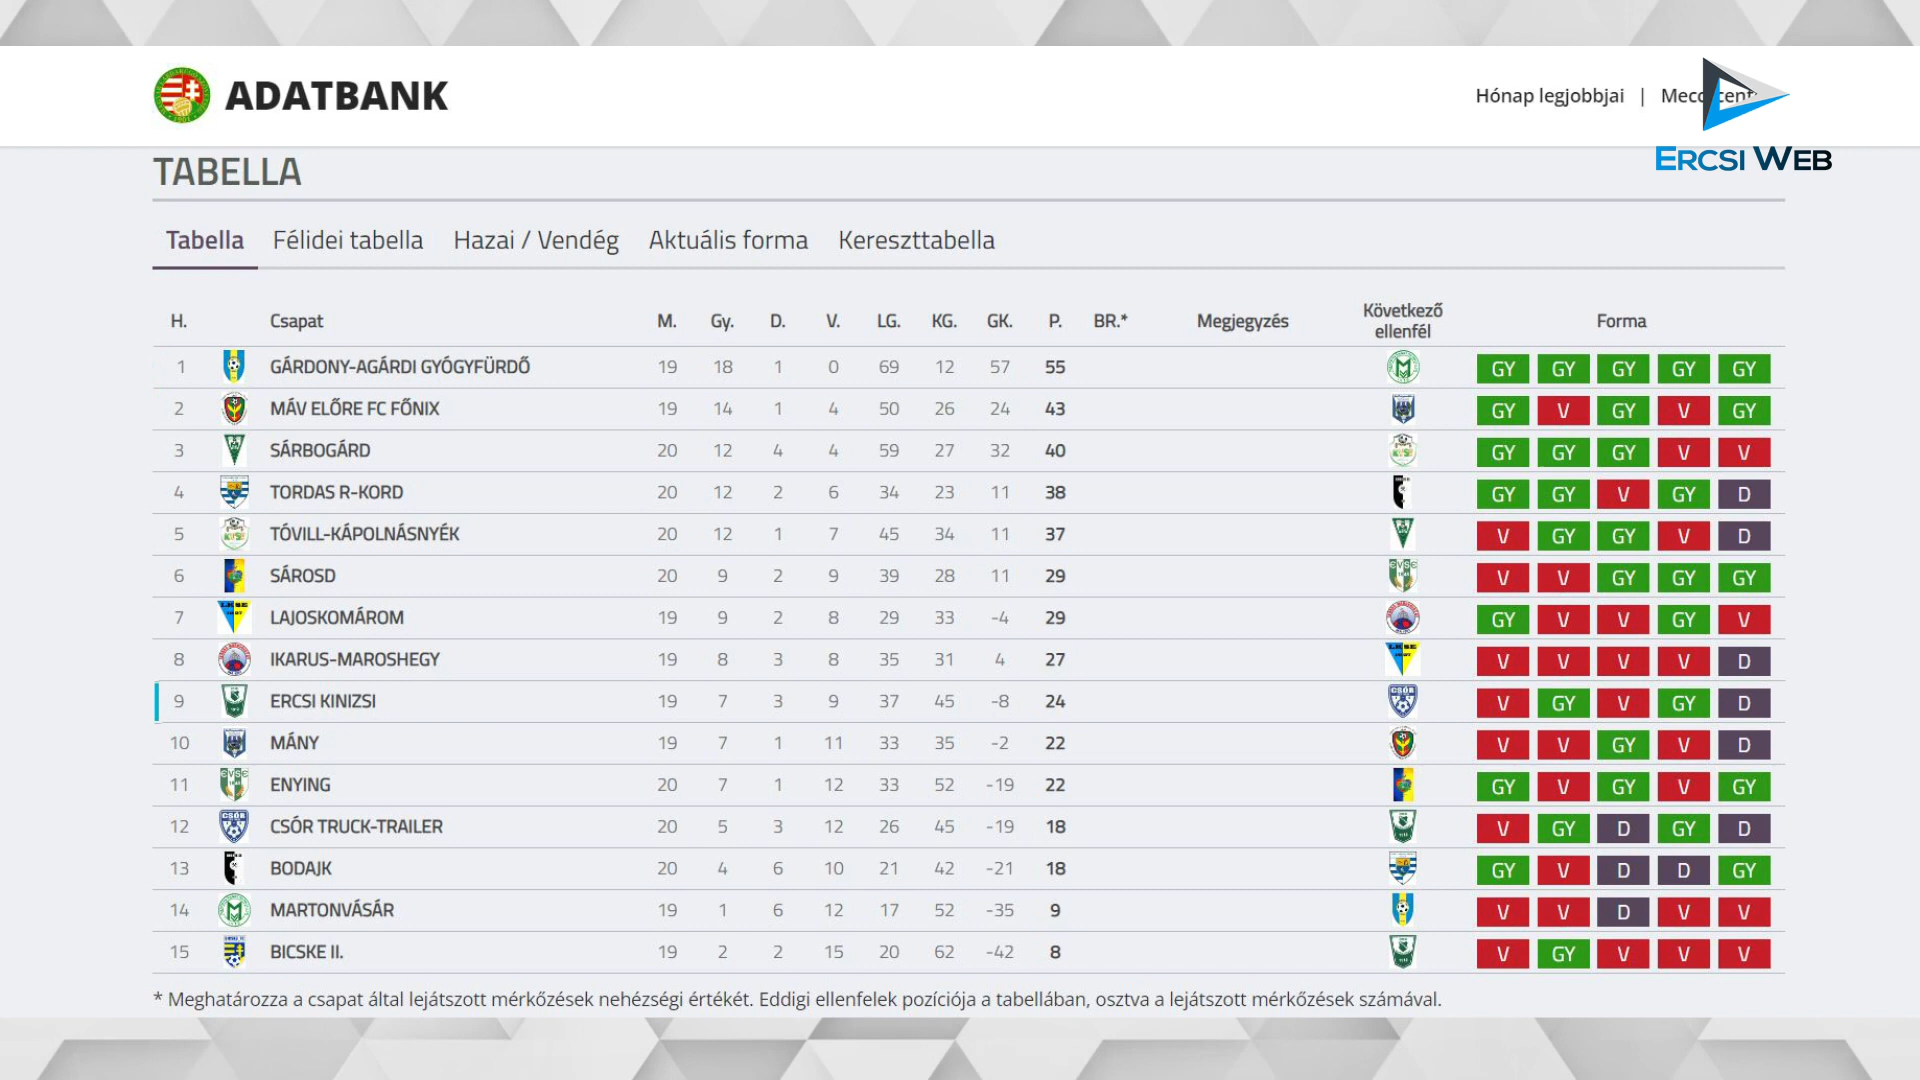 ADATBANK
Hónap legjobbjai |
ERCSI WEB
TABELLA
Tabella Félidei tabella Hazai / Vendég Aktuális forma Kereszttabella
H. Csapat M. Gy. D. V. LG. KG. GK. P. BR.* Megjegyzés Következő ellenfél Forma
1 GÁRDONY-AGÁRDI GYÓGYFÜRDŐ 19 18 1 0 69 12 57 55 GY GY GY GY GY
2 MÁV ELŐRE FC FŐNIX 19 14 1 4 50 26 24 43 GY V GY V GY
3 SÁRBOGÁRD 20 12 4 4 59 27 32 40 GY GY GY V V
4 TORDAS R-KORD 20 12 2 6 34 23 11 38 GY GY V GY D
5 TÓVILL-KÁPOLNÁSNYÉK 20 12 1 7 45 34 11 37 V GY GY V D
6 SÁROSD 20 9 2 9 39 28 11 29 V V GY GY GY
7 LAJOSKOMÁROM 19 9 2 8 29 33 -4 29 GY V V GY V
8 IKARUS-MAROSHEGY 19 8 3 8 35 31 4 27 V V V V D
9 ERCSI KINIZSI 19 7 3 9 37 45 -8 24 V GY V GY D
10 MÁNY 19 7 1 11 33 35 -2 22 V V GY V D
11 ENYING 20 7 1 12 33 52 -19 22 GY V GY V GY
12 CSÓR TRUCK-TRAILER 20 5 3 12 26 45 -19 18 V GY D GY D
13 BODAJK 20 4 6 10 21 42 -21 18 GY V D D GY
14 MARTONVÁSÁR 19 1 6 12 17 52 -35 9 V V D V V
15 BICSKE II. 19 2 2 15 20 62 -42 8 V GY V V V
* Meghatározza a csapat által lejátszott mérkőzések nehézségi értékét. Eddigi ellenfelek pozíciója a tabellában, osztva a lejátszott mérkőzések számával.